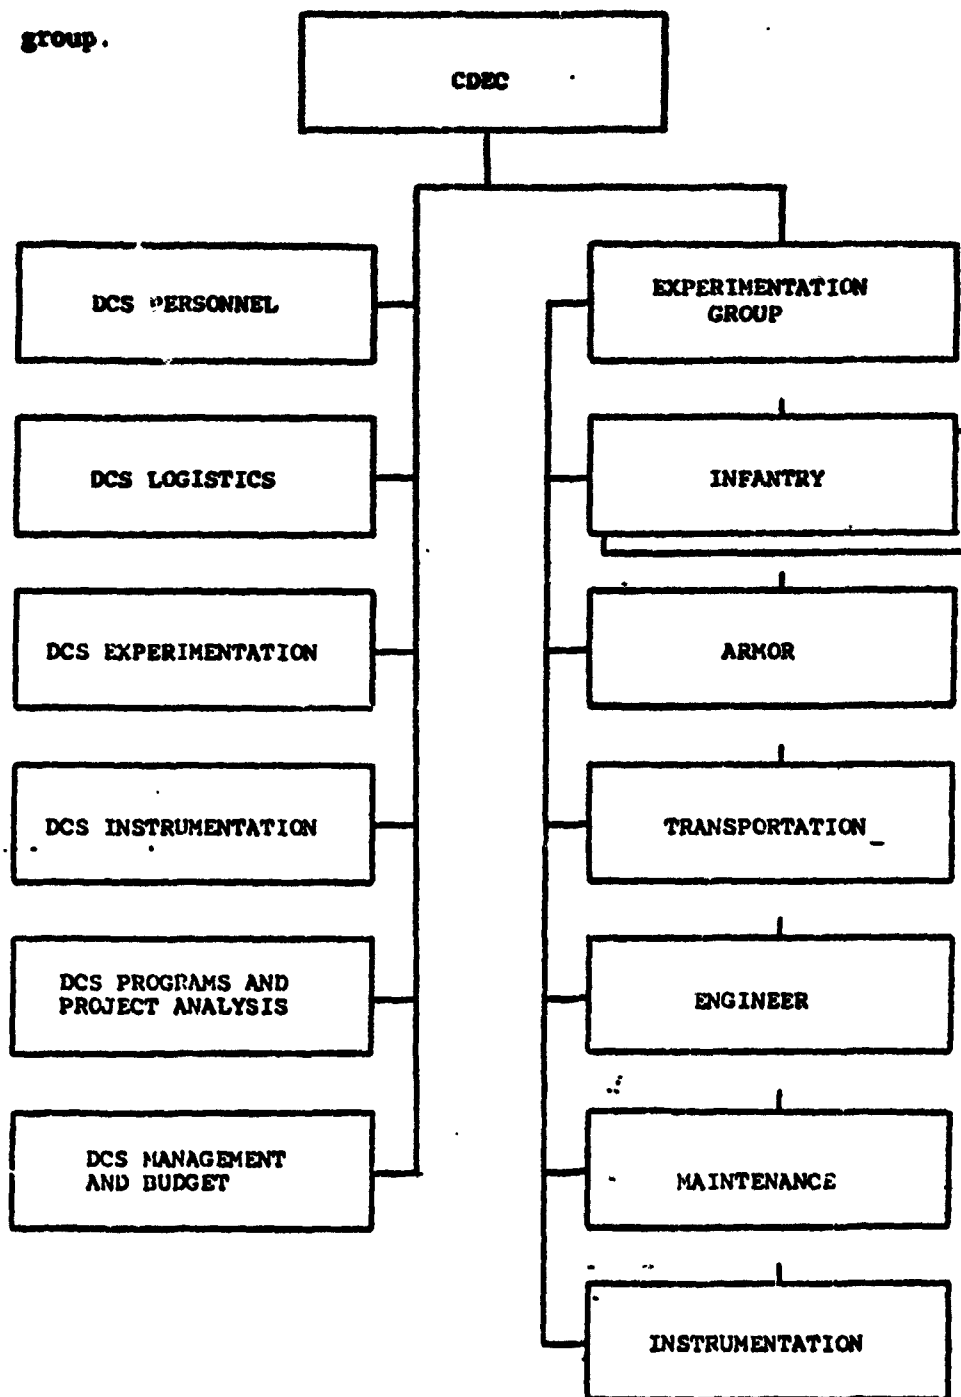 group.
CDEC
DCS PERSONNEL
DCS LOGISTICS
DCS EXPERIMENTATION
DCS INSTRUMENTATION
DCS PROGRAMS AND
PROJECT ANALYSIS
DCS MANAGEMENT
AND BUDGET
EXPERIMENTATION
GROUP
INFANTRY
ARMOR
TRANSPORTATION
ENGINEER
MAINTENANCE
INSTRUMENTATION